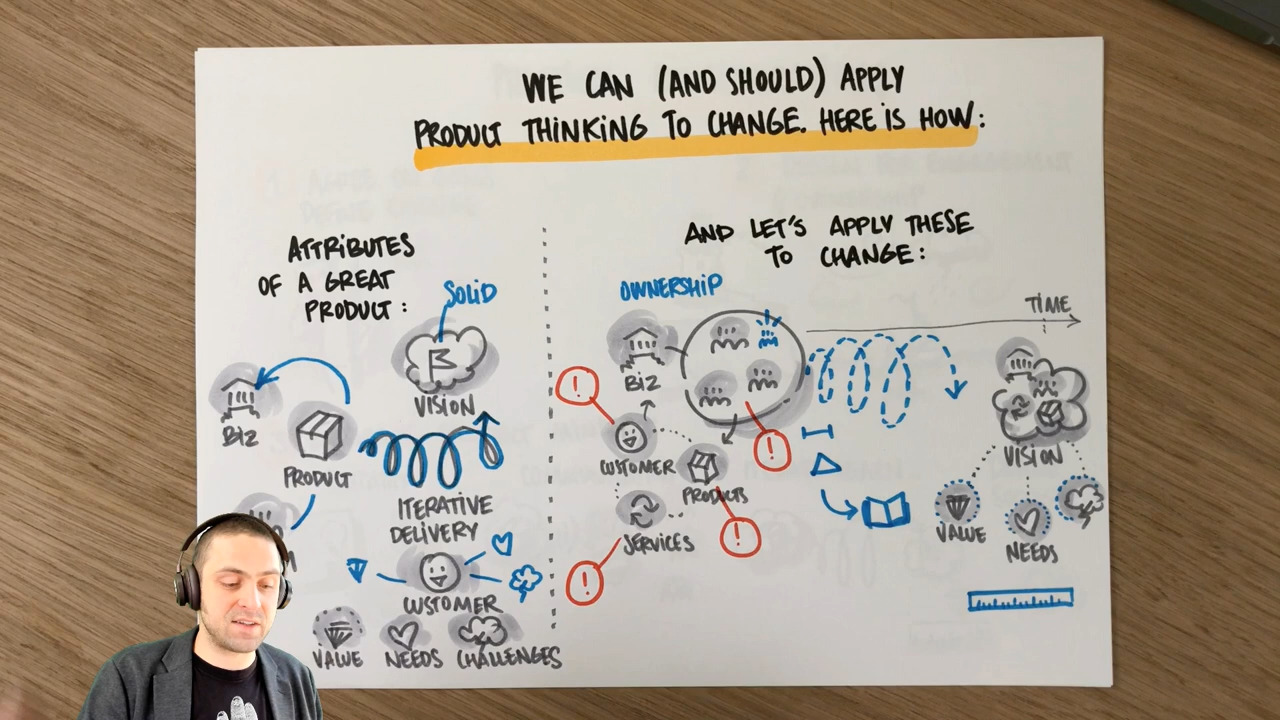 WE CAN (AND SHOULD) APPLY
PRODUCT THINKING TO CHANGE. HERE IS HOW:
ATTRIBUTES
OF A GREAT
PRODUCT:
SOLID
VISION
BIZ
PRODUCT
ITERATIVE
DELIVERY
CUSTOMER
VALUE
NEEDS
CHALLENGES
AND LET'S APPLY THESE
TO CHANGE:
OWNERSHIP
TIME
BIZ
!
CUSTOMER
!
PRODUCTS
!
SERVICES
!
VISION
VALUE
NEEDS